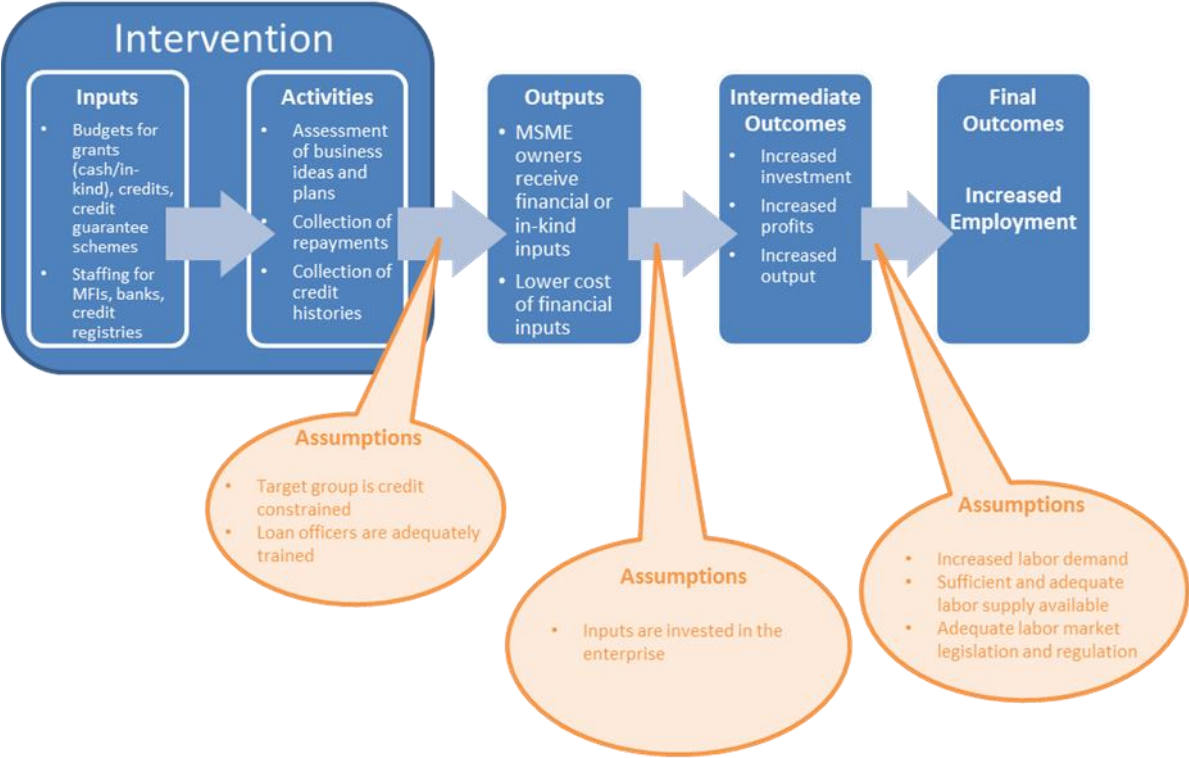 Intervention
Inputs
• Budgets for
grants
(cash/in-
kind), credits,
credit
guarantee
schemes
• Staffing for
MFIs, banks,
credit
registries
Activities
• Assessment
of business
ideas and
plans
• Collection of
repayments
• Collection of
credit
histories
Outputs
• MSME
owners
receive
financial or
in-kind
inputs
• Lower cost
of financial
inputs
Intermediate
Outcomes
• Increased
investment
• Increased
profits
• Increased
output
Final
Outcomes
Increased
Employment
Assumptions
• Target group is credit
constrained
• Loan officers are adequately
trained
Assumptions
• Inputs are invested in the
enterprise
Assumptions
• Increased labor demand
• Sufficient and adequate
labor supply available
• Adequate labor market
legislation and regulation